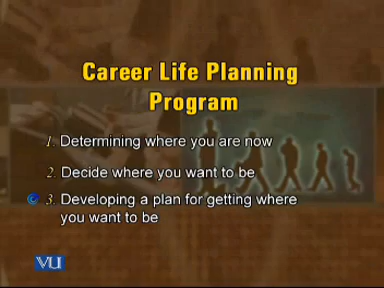 Career Life Planning
Program
1. Determining where you are now
2. Decide where you want to be
3. Developing a plan for getting where
you want to be
VU